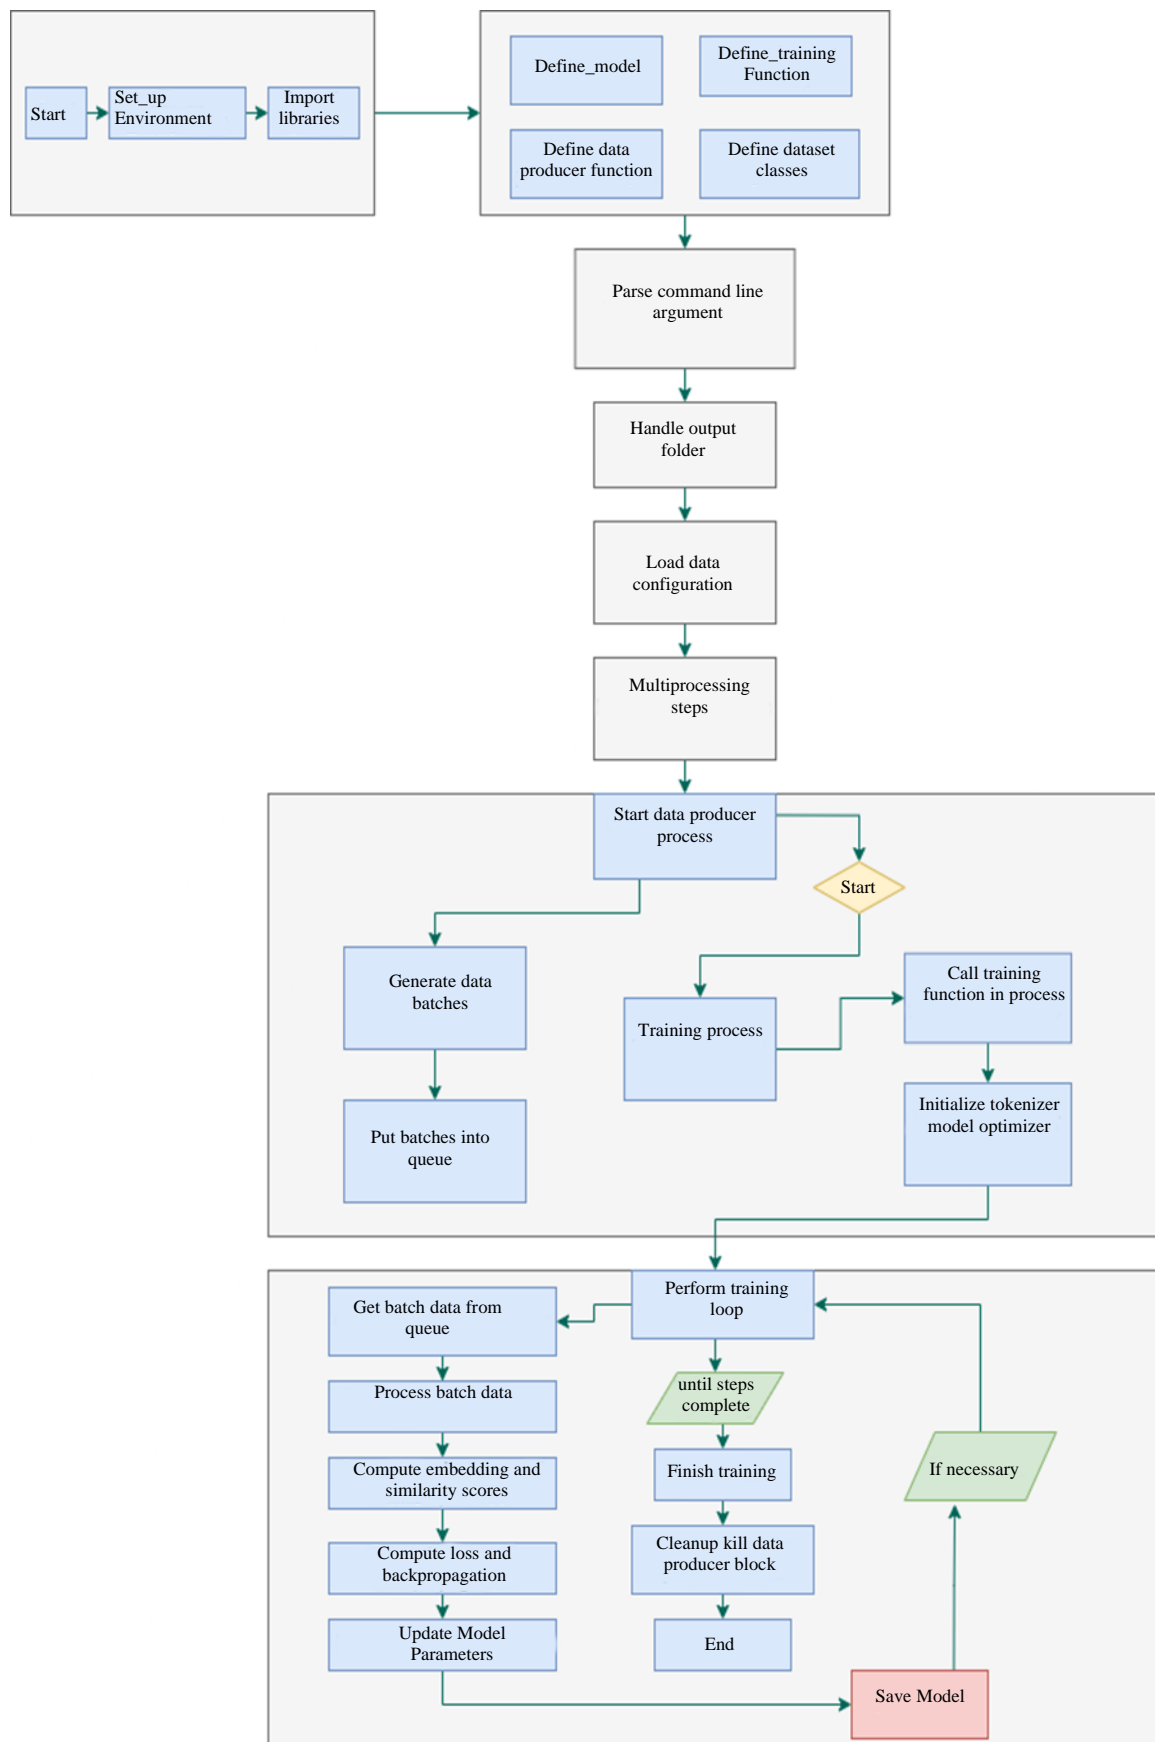 Start
Set_up
Environment
Import
libraries
Define_model
Define_training
Function
Define data
producer function
Define dataset
classes
Parse command line
argument
Handle output
folder
Load data
configuration
Multiprocessing
steps
Start data producer
process
Start
Generate data
batches
Put batches into
queue
Training process
Call training
function in process
Initialize tokenizer
model optimizer
Perform training
loop
Get batch data from
queue
Process batch data
Compute embedding and
similarity scores
Compute loss and
backpropagation
Update Model
Parameters
until steps
complete
Finish training
Cleanup kill data
producer block
End
If necessary
Save Model